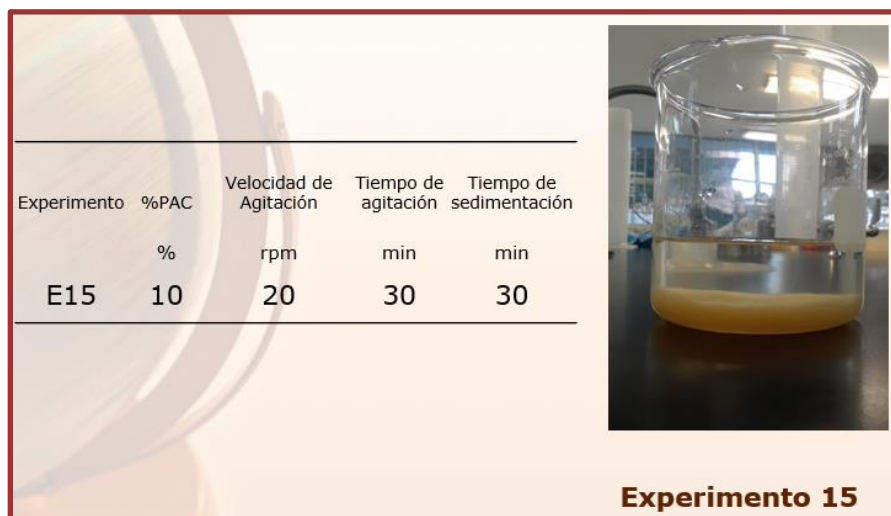 Experimento %PAC Velocidad de Agitación Tiempo de agitación Tiempo de sedimentación
% rpm min min
E15 10 20 30 30
Experimento 15